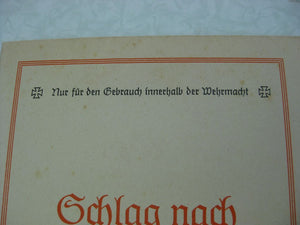 Nur für den Gebrauch innerhalb der Wehrmacht
Schlag nach